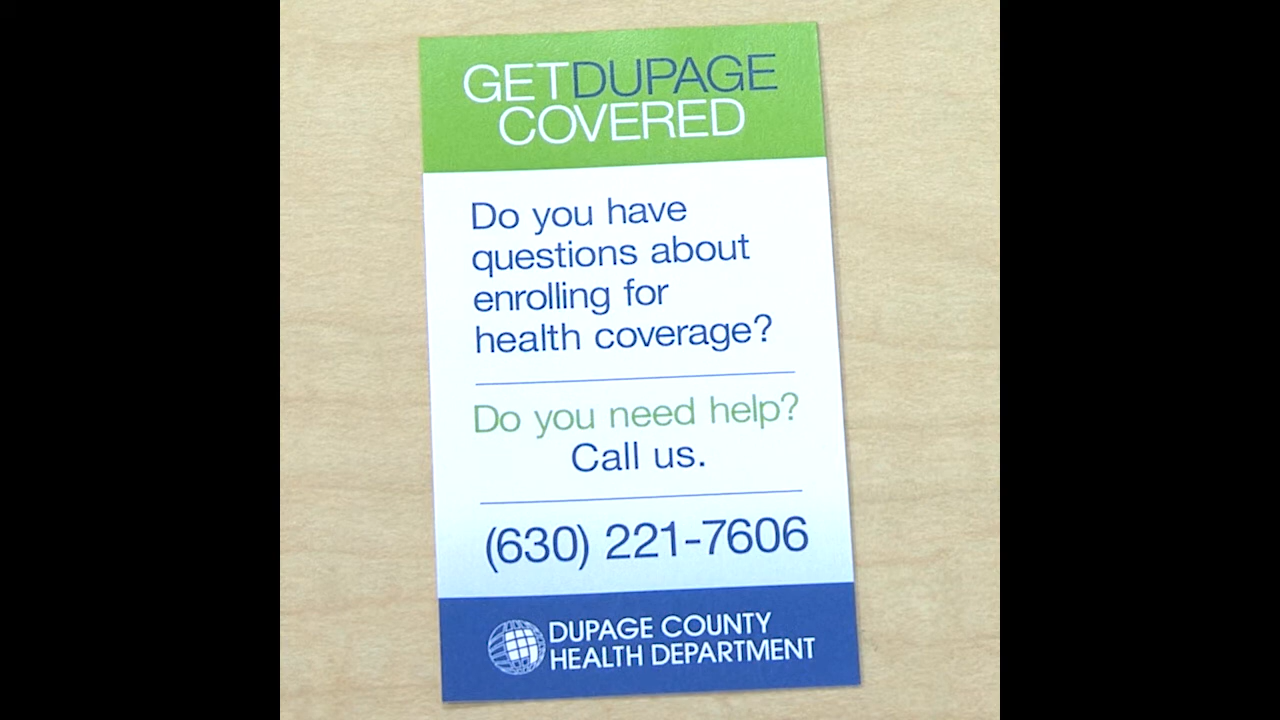 GETDUPAGE
COVERED
Do you have
questions about
enrolling for
health coverage?
Do you need help?
Call us.
(630) 221-7606
DUPAGE COUNTY
HEALTH DEPARTMENT